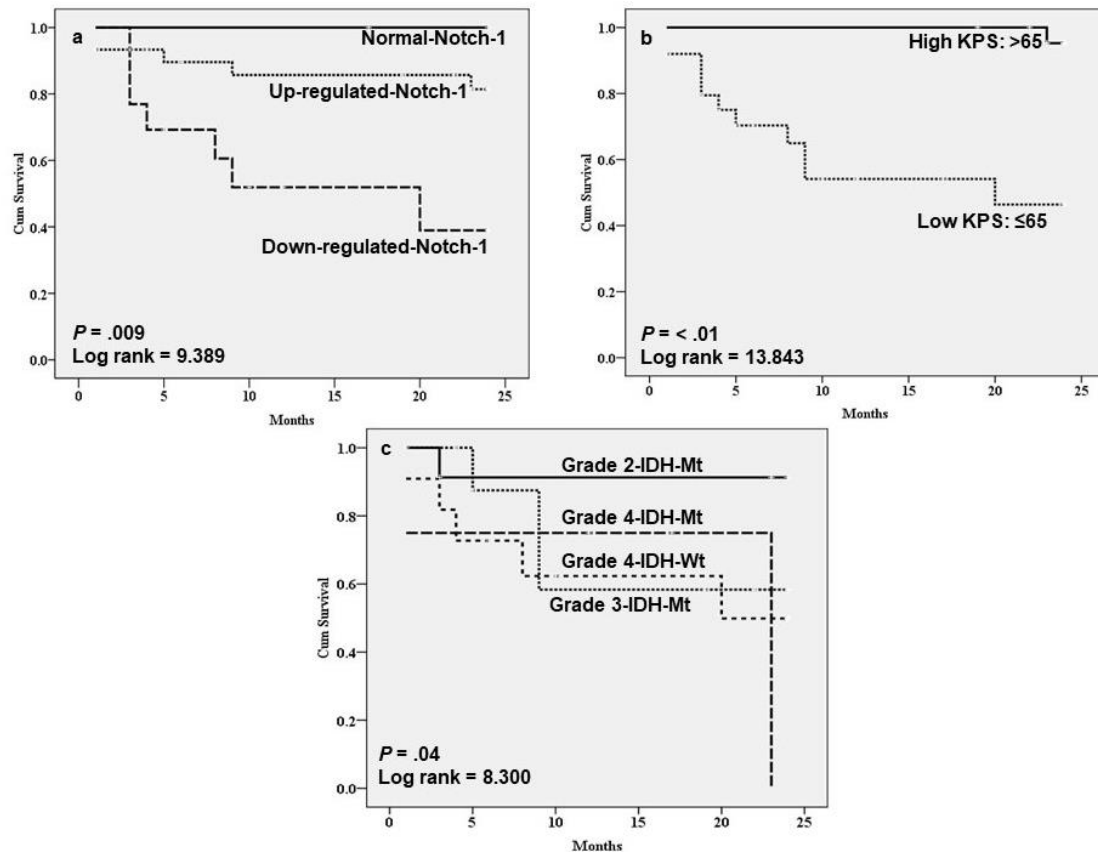 a
Normal-Notch-1
Up-regulated-Notch-1
Down-regulated-Notch-1
P = .009
Log rank = 9.389
Cum Survival
1.0
0.8
0.6
0.4
0.2
0.0
0 5 10 15 20 25
Months
b
High KPS: >65
Low KPS: ≤65
P = < .01
Log rank = 13.843
Cum Survival
1.0
0.8
0.6
0.4
0.2
0.0
0 5 10 15 20 25
Months
c
Grade 2-IDH-Mt
Grade 4-IDH-Mt
Grade 4-IDH-Wt
Grade 3-IDH-Mt
P = .04
Log rank = 8.300
Cum Survival
1.0
0.8
0.6
0.4
0.2
0.0
0 5 10 15 20 25
Months